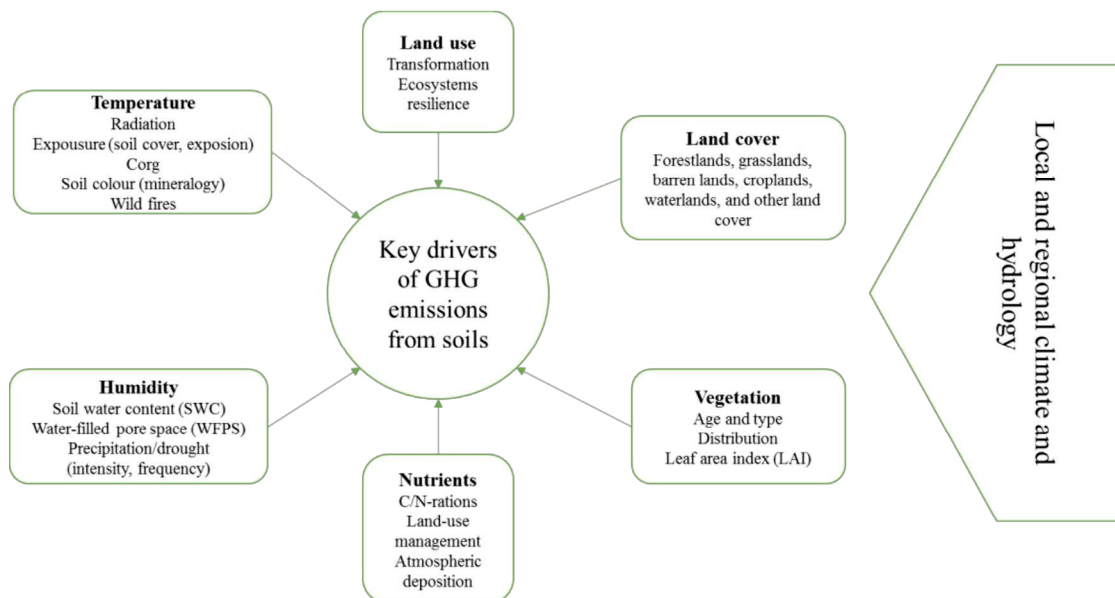 Land use
Transformation
Ecosystems
resilience
Temperature
Radiation
Expousure (soil cover, exposion)
Corg
Soil colour (mineralogy)
Wild fires
Land cover
Forestlands, grasslands,
barren lands, croplands,
waterlands, and other land
cover
Key drivers
of GHG
emissions
from soils
Humidity
Soil water content (SWC)
Water-filled pore space (WFPS)
Precipitation/drought
(intensity, frequency)
Nutrients
C/N-rations
Land-use
management
Atmospheric
deposition
Vegetation
Age and type
Distribution
Leaf area index (LAI)
Local and regional climate and
hydrology